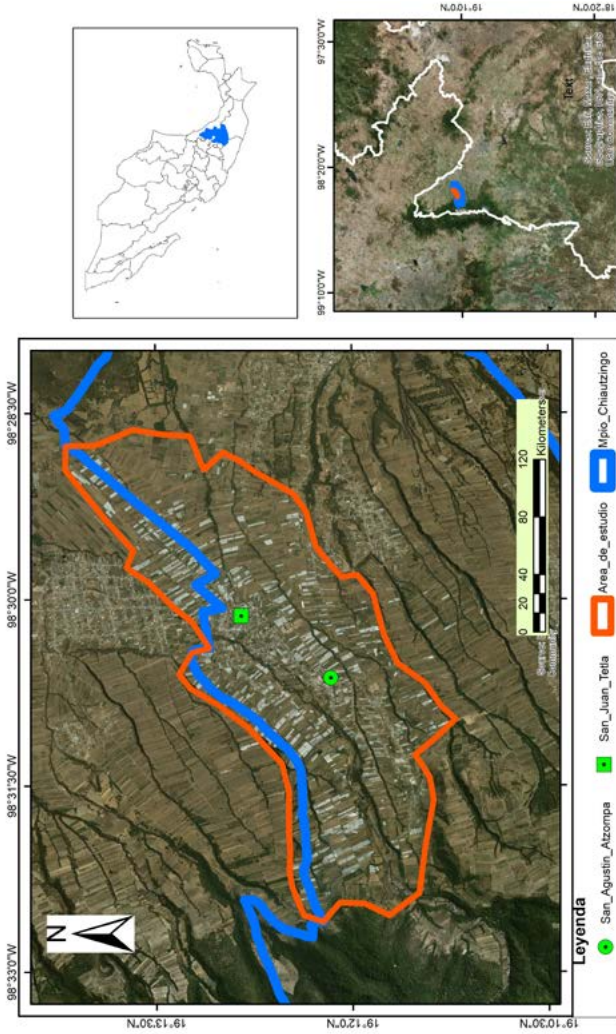 98°33'0"W
98°31'30"W
98°30'0"W
98°28'30"W
19°13'30"N
19°12'0"N
19°10'30"N
N
0 20 40 80 120
Kilometers
Community
99°10'0"W
98°20'0"W
97°30'0"W
19°10'0"N
18°20'0"N
Text
Leyenda
San_Agustin_Atzompa
San_Juan_Tetla
Area_de_estudio
Mpio_Chiautzingo